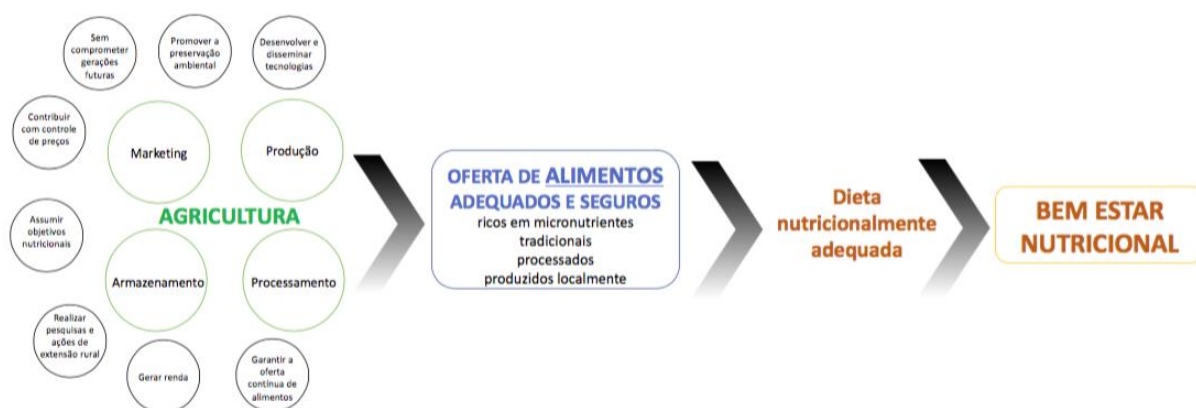 Sem
comprometer
gerações
futuras
Promover a
preservação
ambiental
Desenvolver e
disseminar
tecnologias
Contribuir
com controle
de preços
Marketing
Produção
AGRICULTURA
Assumir
objetivos
nutricionais
Armazenamento
Processamento
Realizar
pesquisas e
ações de
extensão rural
Gerar renda
Garantir a
oferta
contínua de
alimentos
OFERTA DE ALIMENTOS
ADEQUADOS E SEGUROS
ricos em micronutrientes
tradicionais
processados
produzidos localmente
Dieta
nutricionalmente
adequada
BEM ESTAR
NUTRICIONAL